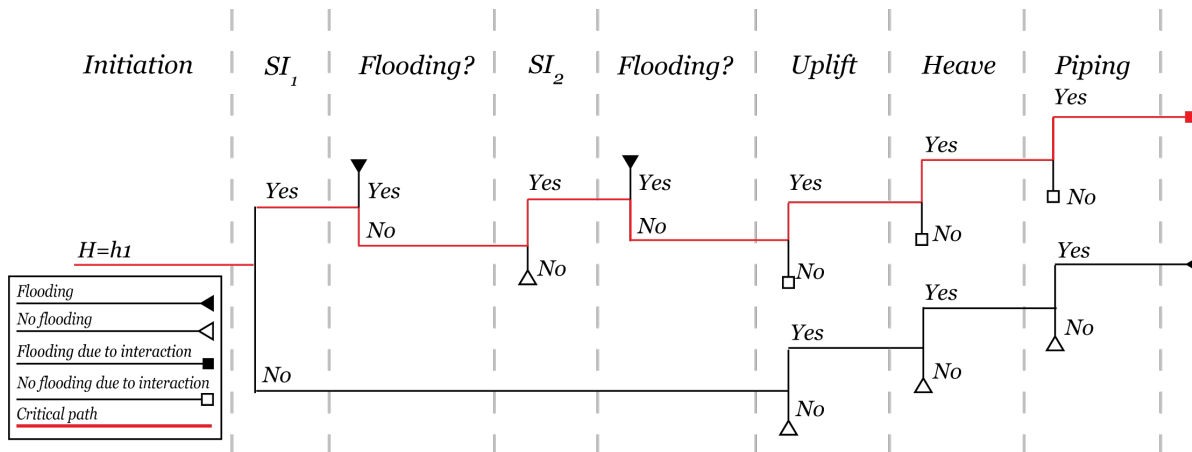 Initiation
SI₁
Flooding?
SI₂
Flooding?
Uplift
Heave
Piping
H=h1
Yes
Yes
No
Yes
No
Yes
No
Yes
No
Yes
No
Yes
No
No
Yes
No
Yes
No
Yes
No
Flooding
No flooding
Flooding due to interaction
No flooding due to interaction
Critical path